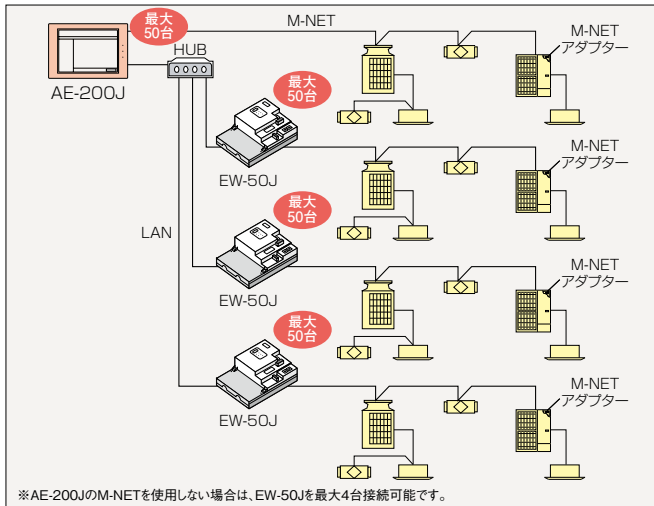 最大
50台
M-NET
M-NET
アダプター
HUB
AE-200J
最大
50台
EW-50J
M-NET
アダプター
LAN
最大
50台
EW-50J
M-NET
アダプター
最大
50台
EW-50J
M-NET
アダプター
※AE-200JのM-NETを使用しない場合は、EW-50Jを最大4台接続可能です。